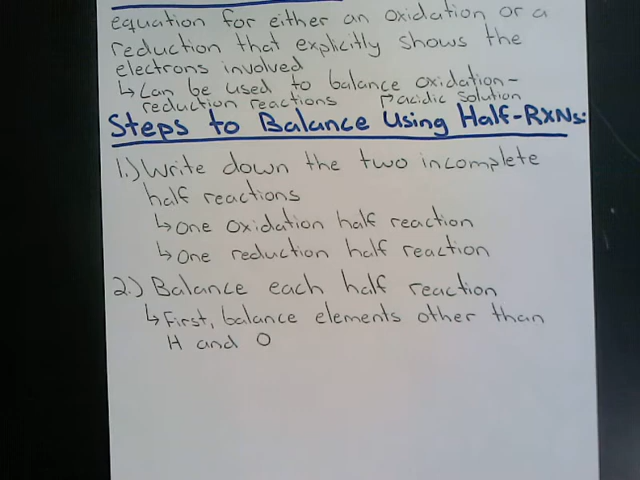 equation for either an oxidation or a
reduction that explicitly shows the
electrons involved
↳ Can be used to balance oxidation-
reduction reactions
acidic solution
Steps to Balance Using Half-RXNs:
1.) Write down the two incomplete
half reactions
↳ One oxidation half reaction
↳ One reduction half reaction
2.) Balance each half reaction
↳ First, balance elements other than
H and O